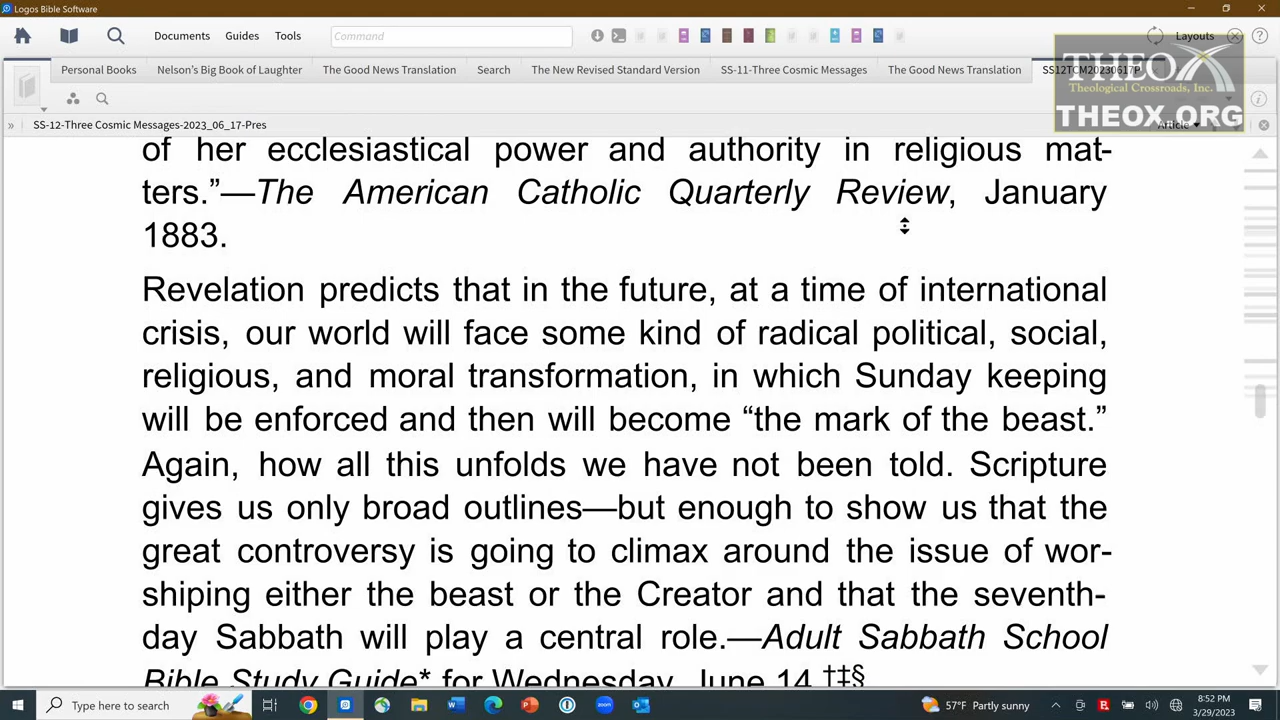 Logos Bible Software
Documents Guides Tools Command Layouts
Personal Books Nelson's Big Book of Laughter The G Search The New Revised Standard Version SS-11-Three Cosmic Messages The Good News Translation SS12TCM20230617P
THEOX
Theological Crossroads, Inc.
THEOX.ORG
SS-12-Three Cosmic Messages-2023_06_17-Pres Article
of her ecclesiastical power and authority in religious mat-
ters.”—The American Catholic Quarterly Review, January
1883.
Revelation predicts that in the future, at a time of international
crisis, our world will face some kind of radical political, social,
religious, and moral transformation, in which Sunday keeping
will be enforced and then will become “the mark of the beast.”
Again, how all this unfolds we have not been told. Scripture
gives us only broad outlines—but enough to show us that the
great controversy is going to climax around the issue of wor-
shiping either the beast or the Creator and that the seventh-
day Sabbath will play a central role.—Adult Sabbath School
Bible Study Guide* for Wednesday, June 14.†‡§
Type here to search 57°F Partly sunny 8:52 PM
3/29/2023